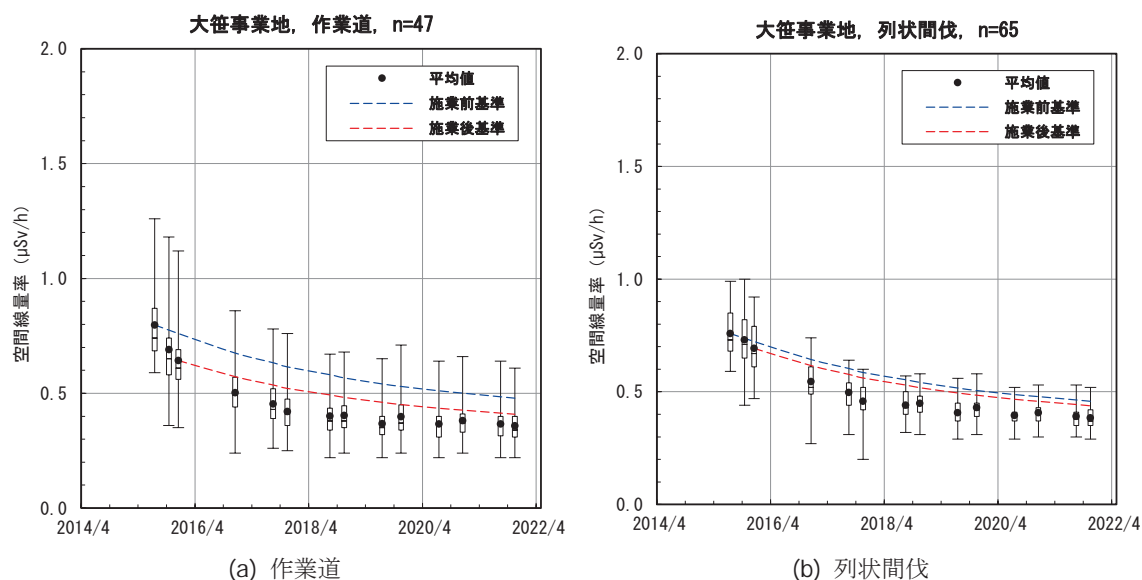 大笹事業地, 作業道, n=47
平均値
施業前基準
施業後基準
空間線量率 (μSv/h)
2.0
1.5
1.0
0.5
0.0
2014/4
2016/4
2018/4
2020/4
2022/4
(a) 作業道
大笹事業地, 列状間伐, n=65
平均値
施業前基準
施業後基準
空間線量率 (μSv/h)
2.0
1.5
1.0
0.5
0.0
2014/4
2016/4
2018/4
2020/4
2022/4
(b) 列状間伐